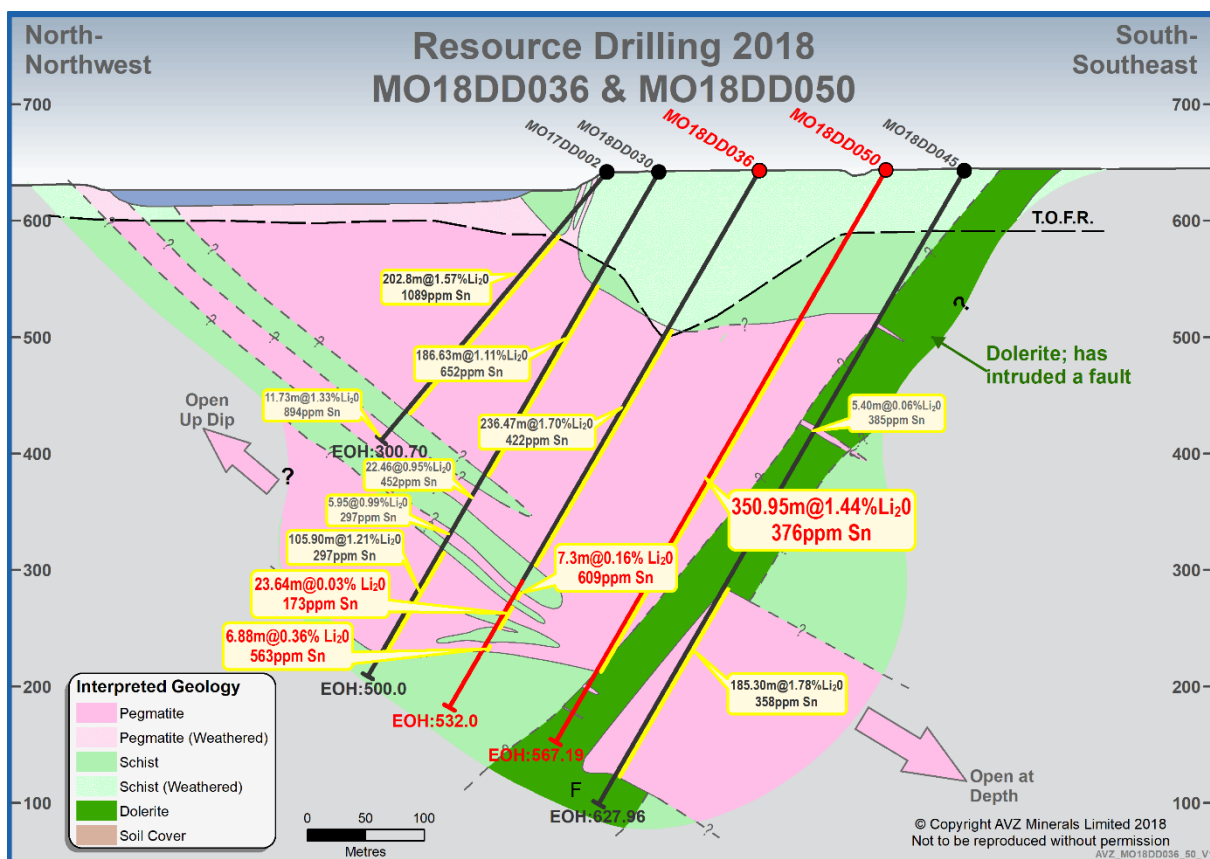 North-
Northwest
Resource Drilling 2018
MO18DD036 & MO18DD050
South-
Southeast
700
700
MO17DD002
MO18DD030
MO18DD036
MO18DD050
MO18DD045
600
600
T.O.F.R.
202.8m@1.57%Li₂0
1089ppm Sn
500
500
?
Dolerite; has
intruded a fault
186.63m@1.11%Li₂0
652ppm Sn
11.73m@1.33%Li₂0
894ppm Sn
5.40m@0.06%Li₂0
385ppm Sn
236.47m@1.70%Li₂0
422ppm Sn
Open
Up Dip
?
400
400
EOH:300.70
22.46@0.95%Li₂0
452ppm Sn
5.95@0.99%Li₂0
297ppm Sn
350.95m@1.44%Li₂0
376ppm Sn
105.90m@1.21%Li₂0
297ppm Sn
300
300
7.3m@0.16% Li₂0
609ppm Sn
23.64m@0.03% Li₂0
173ppm Sn
6.88m@0.36% Li₂0
563ppm Sn
200
200
EOH:500.0
185.30m@1.78%Li₂0
358ppm Sn
EOH:532.0
EOH:567.19
F
EOH:627.96
Open at
Depth
100
100
Interpreted Geology
Pegmatite
Pegmatite (Weathered)
Schist
Schist (Weathered)
Dolerite
Soil Cover
0 50 100
Metres
© Copyright AVZ Minerals Limited 2018
Not to be reproduced without permission